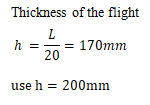 Thickness of the flight
h = L/20 = 170mm
use h = 200mm